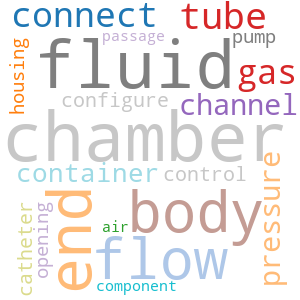 connect tube
passage
housing
fluid
pump
gas
configure
channel
chamber
container
control
catheter
opening
end
body
air
flow
pressure
component